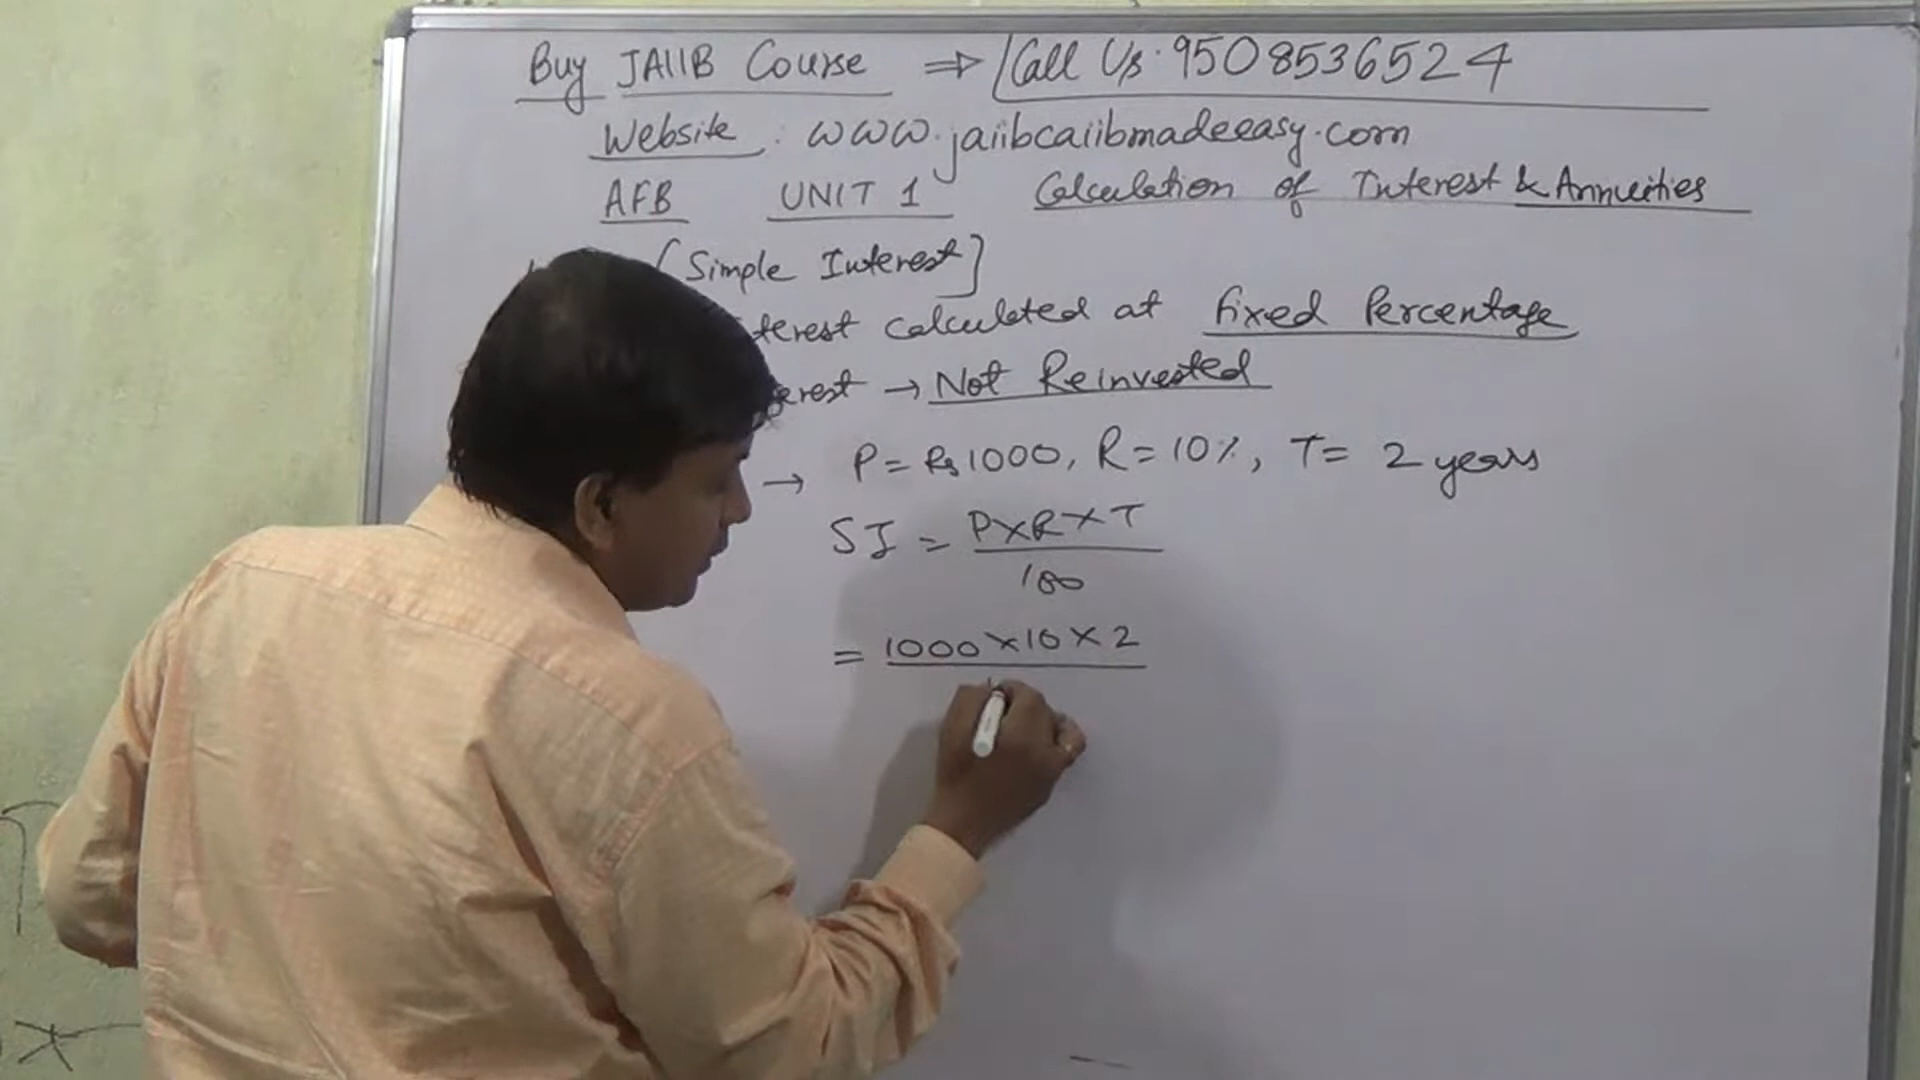 Buy JAIIB Course ⇒ Call Us. 9508536524
Website : www.jaiibcaiibmadeeasy.com
AFB UNIT 1 Calculation of Interest & Annuities
(Simple Interest]
calculated at fixed Percentage
→ Not Reinvested
→ P = Rs 1000, R = 10%, T = 2 years
SI = P×R×T
100
= 1000×10×2